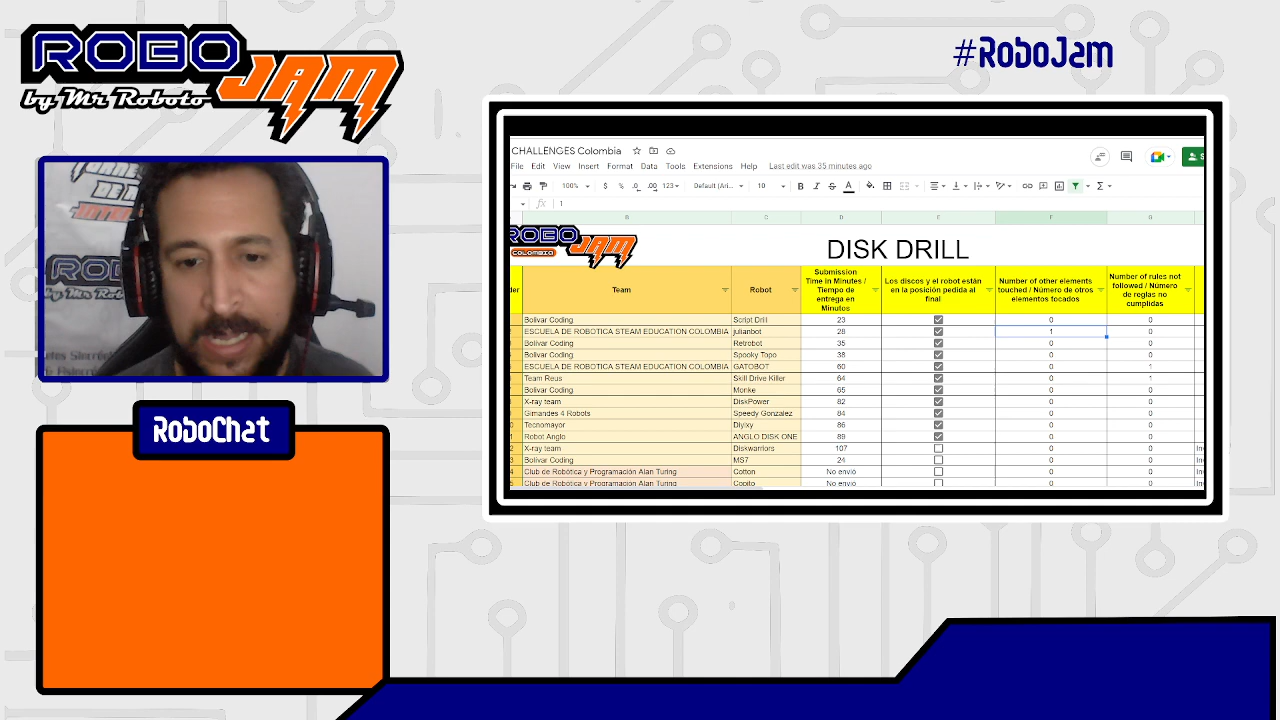 ROBO
JAM
by Mr Roboto
#RoboJam
RoboChat
CHALLENGES Colombia
File Edit View Insert Format Data Tools Extensions Help Last edit was 35 minutes ago
100% $ % .0 .00 123 Default (Ari... 10 B I S A
fx 1
B C D E F G
ROBO JAM
COLOMBIA
DISK DRILL
Team
Robot
Submission Time in Minutes / Tiempo de entrega en Minutos
Los discos y el robot están en la posición pedida al final
Number of other elements touched / Número de otros elementos tocados
Number of rules not followed / Número de reglas no cumplidas
Bolivar Coding Script Drill 23 0 0
ESCUELA DE ROBOTICA STEAM EDUCATION COLOMBIA julianbot 28 1 0
Bolivar Coding Retrobot 35 0 0
Bolivar Coding Spooky Topo 38 0 0
ESCUELA DE ROBOTICA STEAM EDUCATION COLOMBIA GATOBOT 60 0 1
Team Reus Skill Drive Killer 64 0 1
Bolivar Coding Monke 65 0 0
X-ray team DiskPower 82 0 0
Gimandes 4 Robots Speedy Gonzalez 84 0 0
Tecnomayor 86 0 0
Robot Anglo ANGLO DISK ONE 89 0 0
X-ray team Diskwarriors 107 0 0
Bolivar Coding MS7 24 0 0
Club de Robótica y Programación Alan Turing Cotton No envió 0 0
Club de Robótica y Programación Alan Turing Copito No envió 0 0